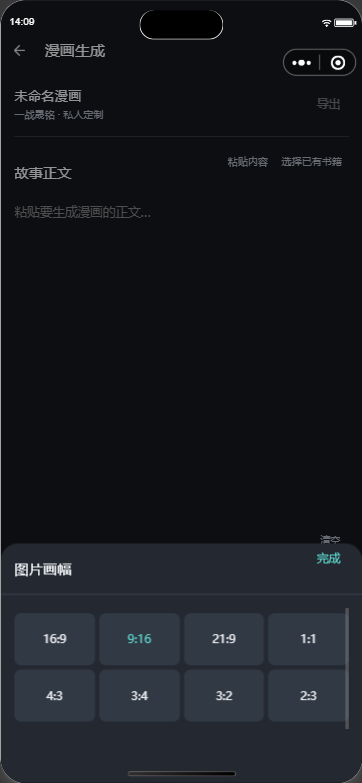 14:09
漫画生成
未命名漫画
一战晟铭 · 私人定制
导出
粘贴内容 选择已有书籍
故事正文
粘贴要生成漫画的正文...
清空
完成
图片画幅
16:9 9:16 21:9 1:1
4:3 3:4 3:2 2:3